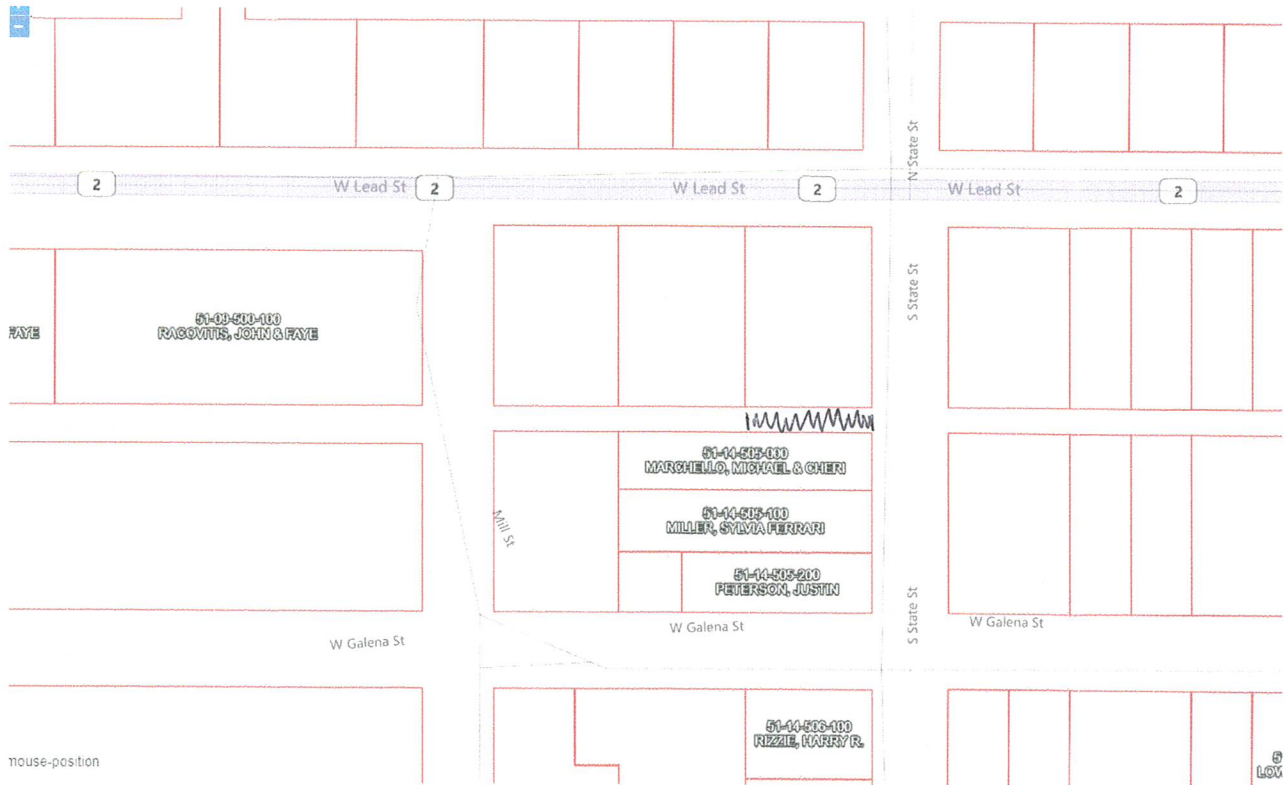 N State St
2
W Lead St
2
W Lead St
2
W Lead St
2
S State St
FAYE
51-09-500-100
RACOVITIS, JOHN & FAYE
51-14-505-000
MARCHELLO, MICHAEL & CHERI
51-14-505-100
MILLER, SYLVIA FERRARI
Mill St
51-14-505-200
PETERSON, JUSTIN
S State St
W Galena St
W Galena St
W Galena St
51-14-506-100
RIZZIE, HARRY R.
mouse-position
5
LOW